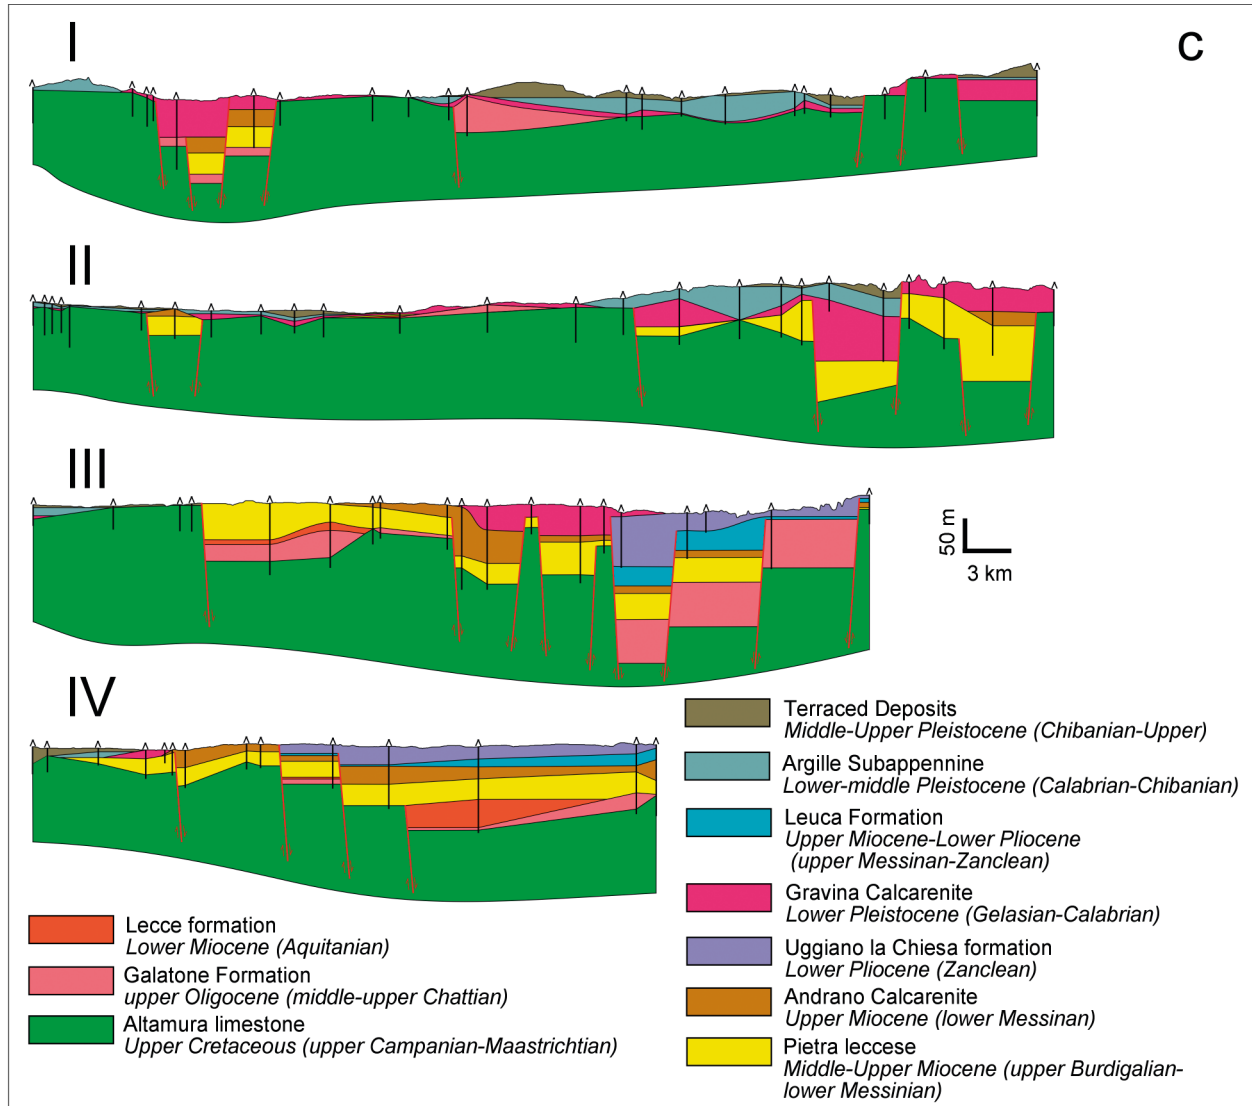 I
C
II
III
50 m
3 km
IV
Terraced Deposits
Middle-Upper Pleistocene (Chibanian-Upper)
Argille Subappennine
Lower-middle Pleistocene (Calabrian-Chibanian)
Leuca Formation
Upper Miocene-Lower Pliocene
(upper Messinan-Zanclean)
Gravina Calcarenite
Lower Pleistocene (Gelasian-Calabrian)
Uggiano la Chiesa formation
Lower Pliocene (Zanclean)
Andrano Calcarenite
Upper Miocene (lower Messinan)
Pietra leccese
Middle-Upper Miocene (upper Burdigalian-
lower Messinian)
Lecce formation
Lower Miocene (Aquitanian)
Galatone Formation
upper Oligocene (middle-upper Chattian)
Altamura limestone
Upper Cretaceous (upper Campanian-Maastrichtian)